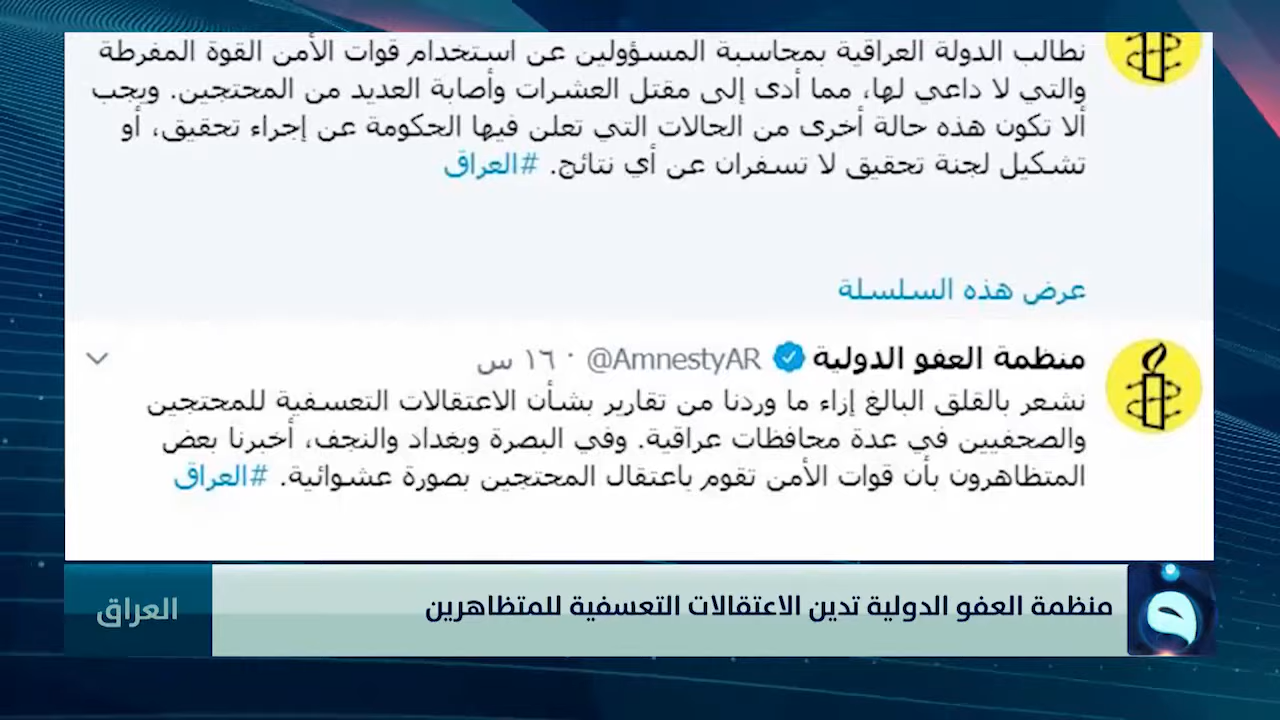 نطالب الدولة العراقية بمحاسبة المسؤولين عن استخدام قوات الأمن القوة المفرطة
والتي لا داعي لها، مما أدى إلى مقتل العشرات وأصابة العديد من المحتجين. ويجب
ألا تكون هذه حالة أخرى من الحالات التي تعلن فيها الحكومة عن إجراء تحقيق، أو
تشكيل لجنة تحقيق لا تسفران عن أي نتائج. #العراق
عرض هذه السلسلة
منظمة العفو الدولية @AmnestyAR · ١٦ س
نشعر بالقلق البالغ إزاء ما وردنا من تقارير بشأن الاعتقالات التعسفية للمحتجين
والصحفيين في عدة محافظات عراقية. وفي البصرة وبغداد والنجف، أخبرنا بعض
المتظاهرون بأن قوات الأمن تقوم باعتقال المحتجين بصورة عشوائية. #العراق
منظمة العفو الدولية تدين الاعتقالات التعسفية للمتظاهرين
العراق